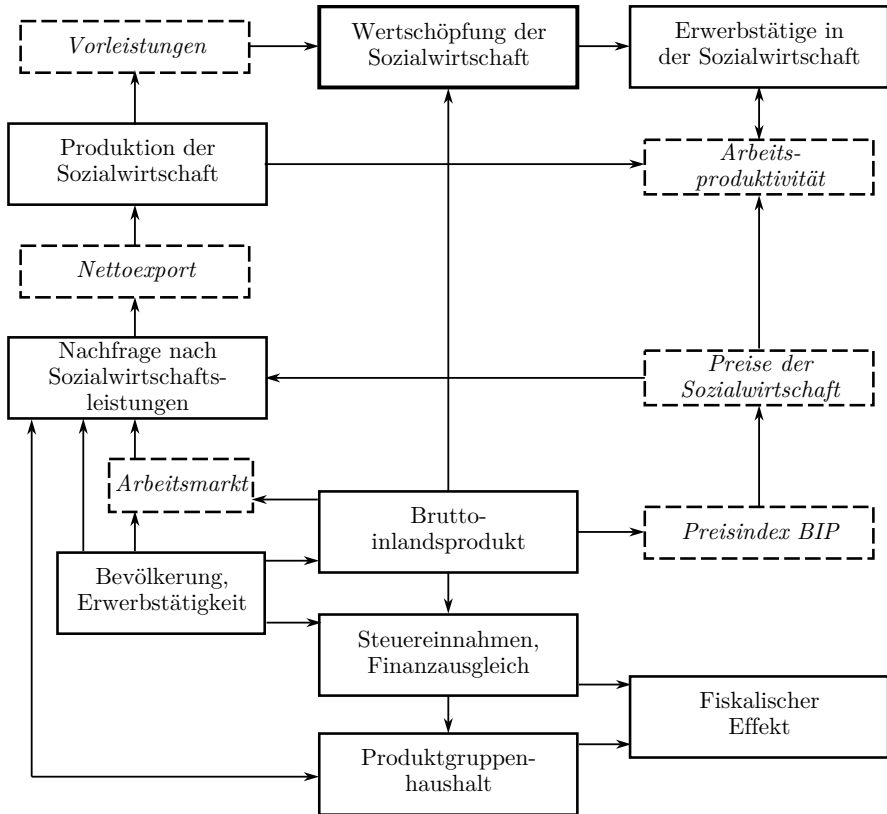 Vorleistungen
Wertschöpfung der
Sozialwirtschaft
Erwerbstätige in
der Sozialwirtschaft
Produktion der
Sozialwirtschaft
Arbeits-
produktivität
Nettoexport
Nachfrage nach
Sozialwirtschafts-
leistungen
Preise der
Sozialwirtschaft
Arbeitsmarkt
Brutto-
inlandsprodukt
Preisindex BIP
Bevölkerung,
Erwerbstätigkeit
Steuereinnahmen,
Finanzausgleich
Fiskalischer
Effekt
Produktgruppen-
haushalt